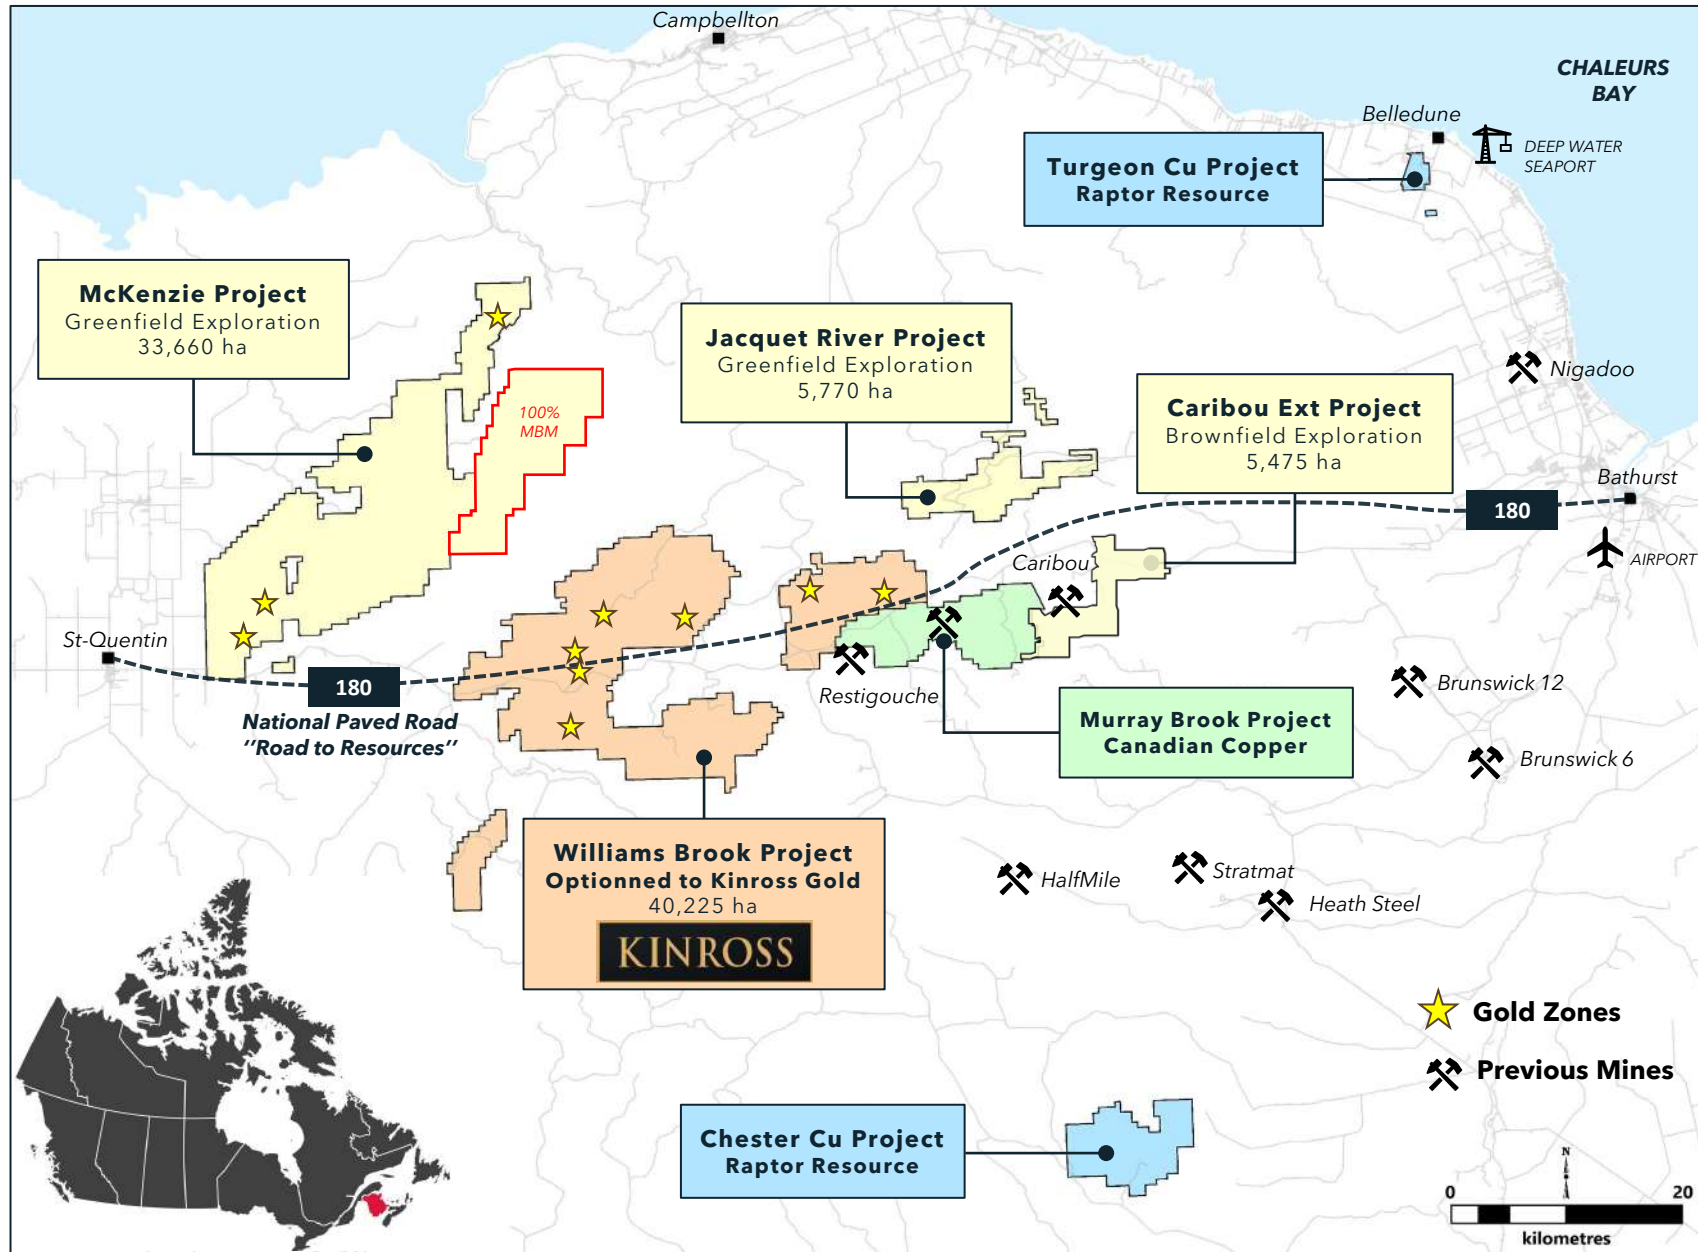 Campbellton
CHALEURS
BAY
Belledune
DEEP WATER
SEAPORT
Turgeon Cu Project
Raptor Resource
McKenzie Project
Greenfield Exploration
33,660 ha
Jacquet River Project
Greenfield Exploration
5,770 ha
Caribou Ext Project
Brownfield Exploration
5,475 ha
Nigadoo
100%
MBM
Bathurst
180
AIRPORT
Caribou
St-Quentin
180
National Paved Road
"Road to Resources"
Restigouche
Murray Brook Project
Canadian Copper
Brunswick 12
Brunswick 6
Williams Brook Project
Optionned to Kinross Gold
40,225 ha
KINROSS
HalfMile
Stratmat
Heath Steel
Gold Zones
Previous Mines
Chester Cu Project
Raptor Resource
N
0 20
kilometres